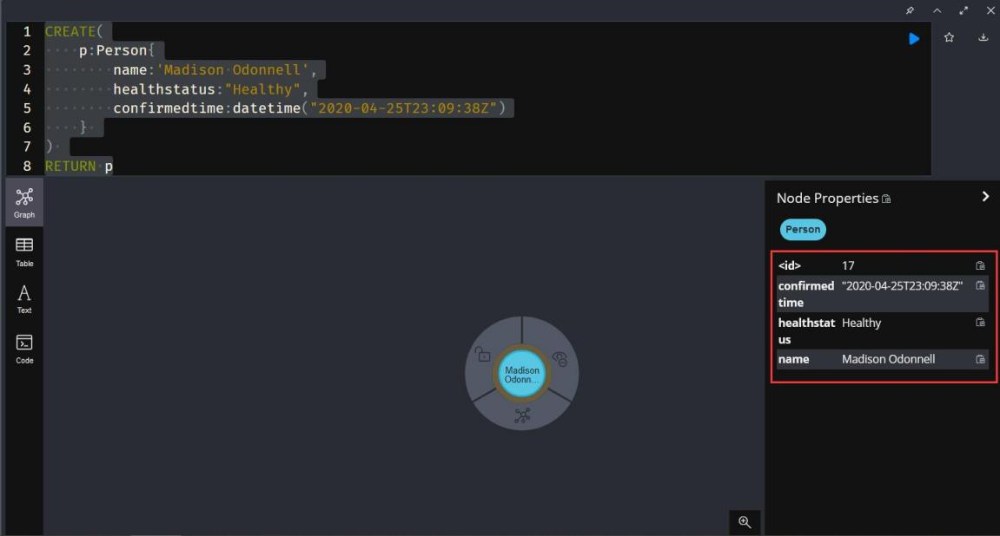 1 CREATE(
2 p:Person{
3 name:'Madison Odonnell',
4 healthstatus:"Healthy",
5 confirmedtime:datetime("2020-04-25T23:09:38Z")
6 }
7 )
8 RETURN p
Graph
Table
Text
Code
Madison
Odonn...
Node Properties
Person
<id> 17
confirmed "2020-04-25T23:09:38Z"
time
healthstat Healthy
us
name Madison Odonnell